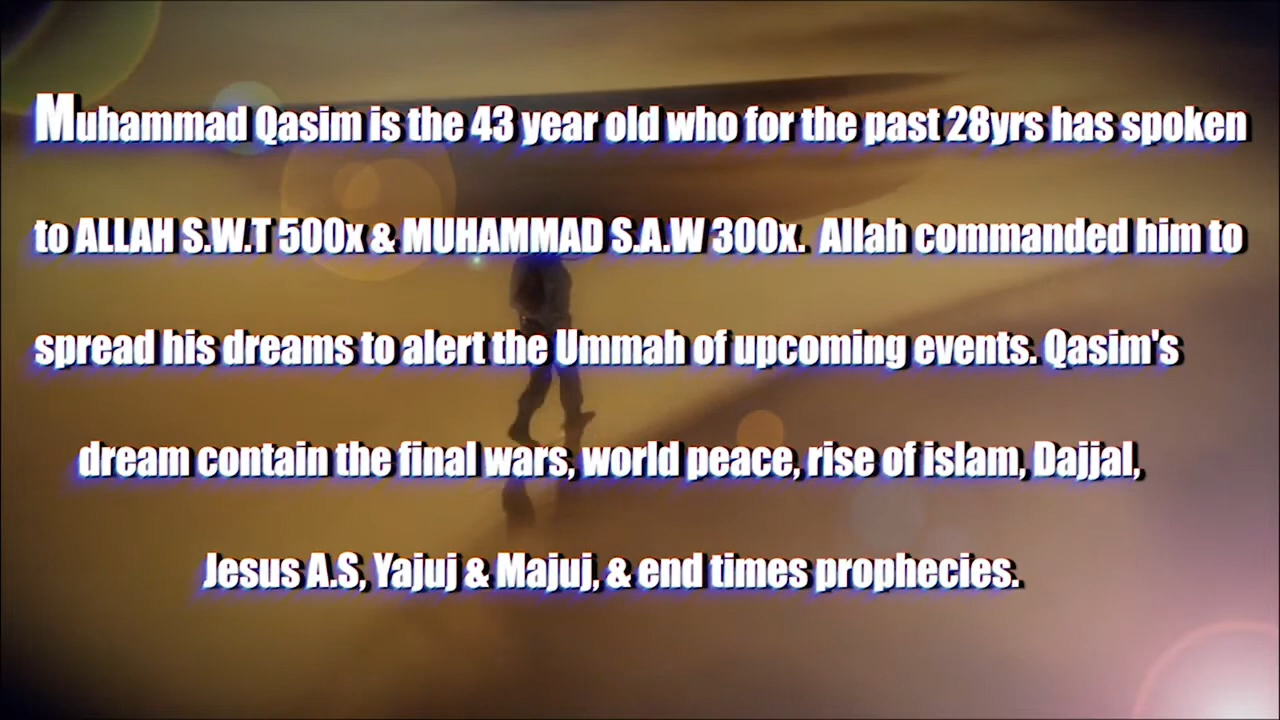 Muhammad Qasim is the 43 year old who for the past 28yrs has spoken
to ALLAH S.W.T 500x & MUHAMMAD S.A.W 300x. Allah commanded him to
spread his dreams to alert the Ummah of upcoming events. Qasim's
dream contain the final wars, world peace, rise of islam, Dajjal,
Jesus A.S, Yajuj & Majuj, & end times prophecies.